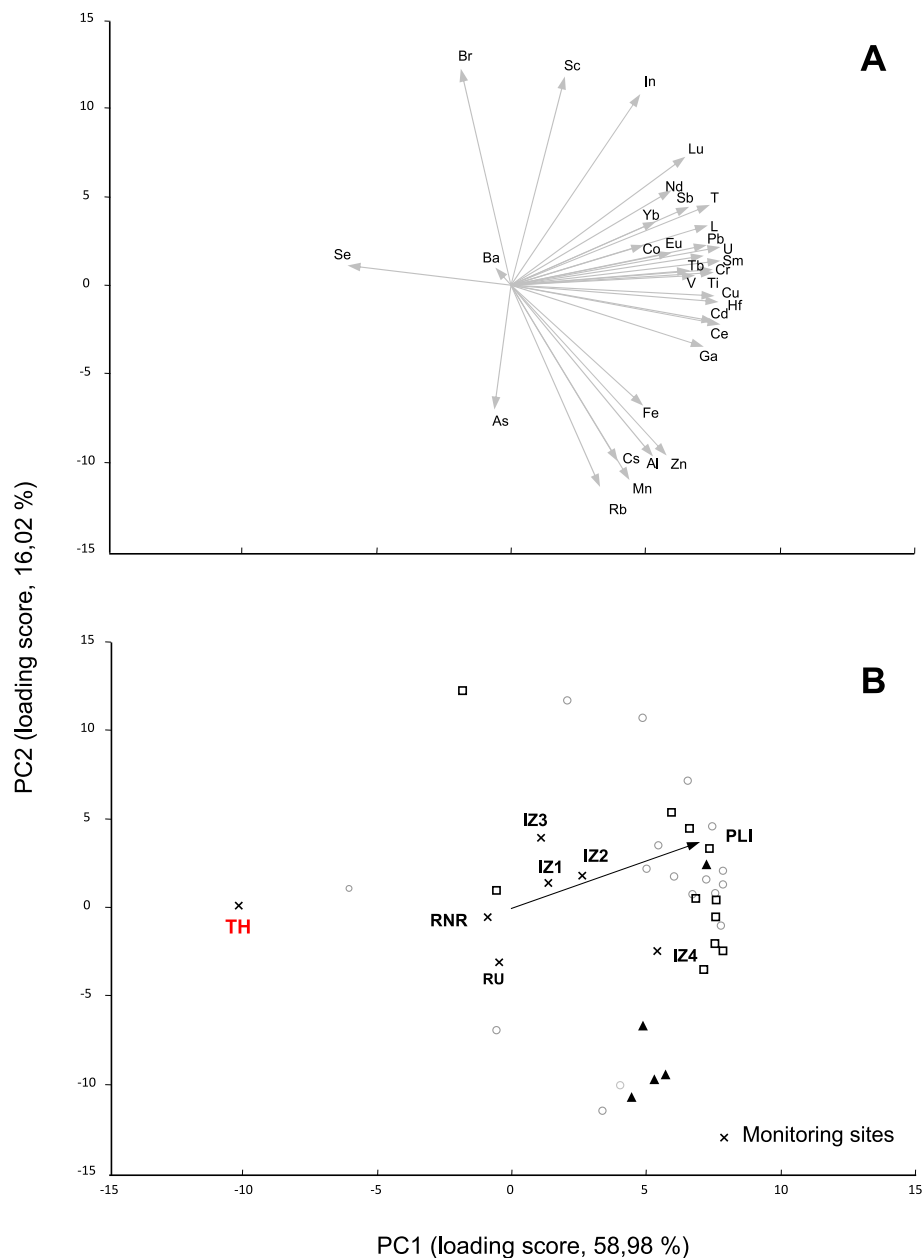 A
15
10
5
0
-5
-10
-15
Br
Sc
In
Lu
Nd
Sb
T
Yb
L
Co
Eu
Pb
U
Se
Ba
Tb
Sm
Cr
V
Ti
Cu
Hf
Cd
Ce
Ga
As
Fe
Cs
Al
Zn
Mn
Rb
PC2 (loading score, 16,02 %)
B
15
10
5
0
-5
-10
-15
IZ3
PLI
IZ1
IZ2
TH
RNR
RU
IZ4
Monitoring sites
-15
-10
-5
0
5
10
15
PC1 (loading score, 58,98 %)